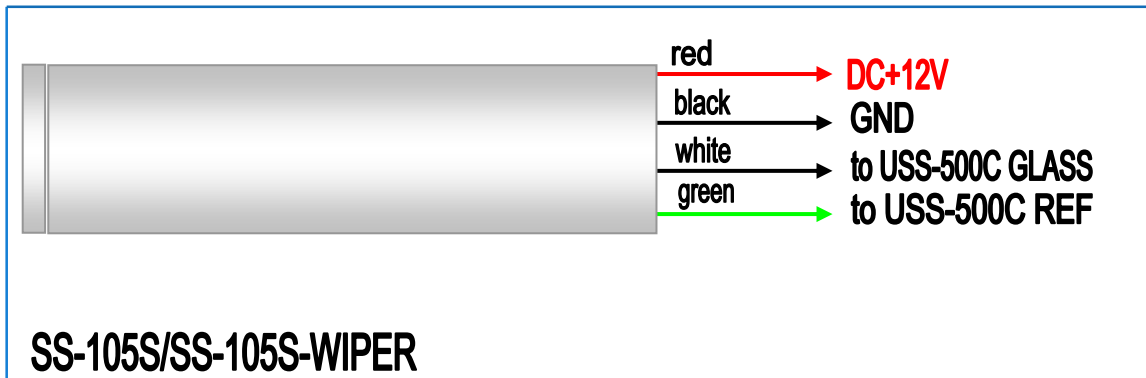 red
DC+12V
black
GND
white
to USS-500C GLASS
green
to USS-500C REF
SS-105S/SS-105S-WIPER